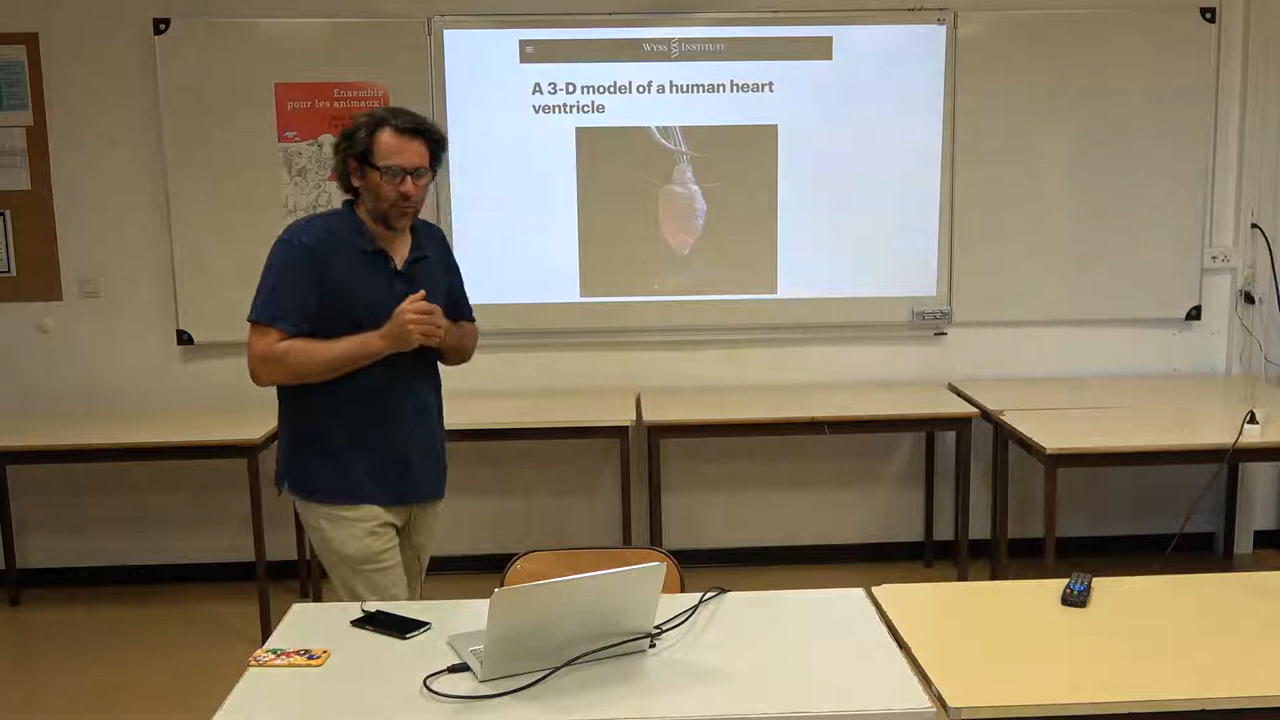 Ensemble
pour les animaux!
WYSS INSTITUTE
A 3-D model of a human heart
ventricle